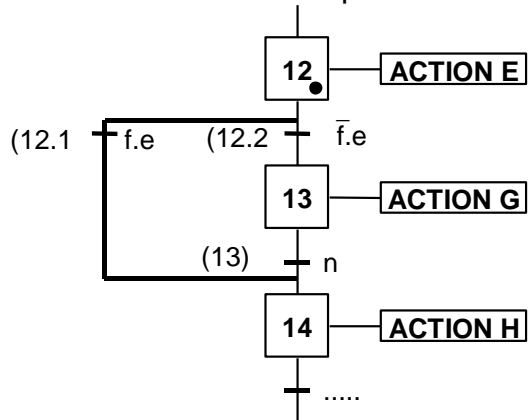 12 ACTION E
(12.1 f.e (12.2 f̅.e
13 ACTION G
(13) n
14 ACTION H
.....